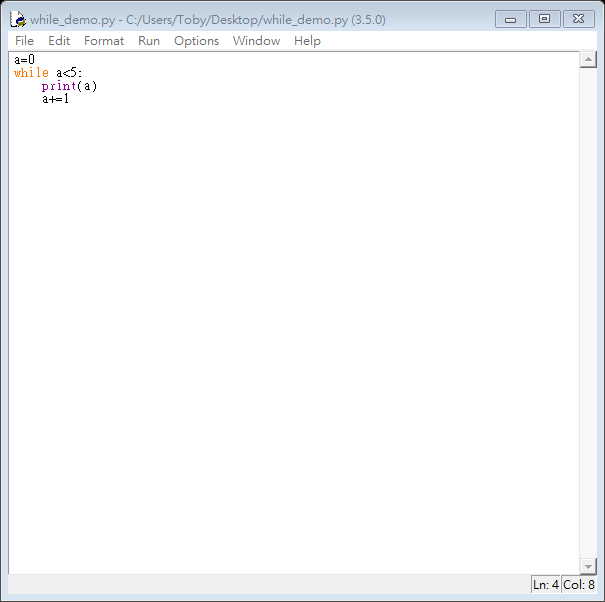 while_demo.py - C:/Users/Toby/Desktop/while_demo.py (3.5.0)
File Edit Format Run Options Window Help
a=0
while a<5:
    print(a)
    a+=1
Ln: 4 Col: 8